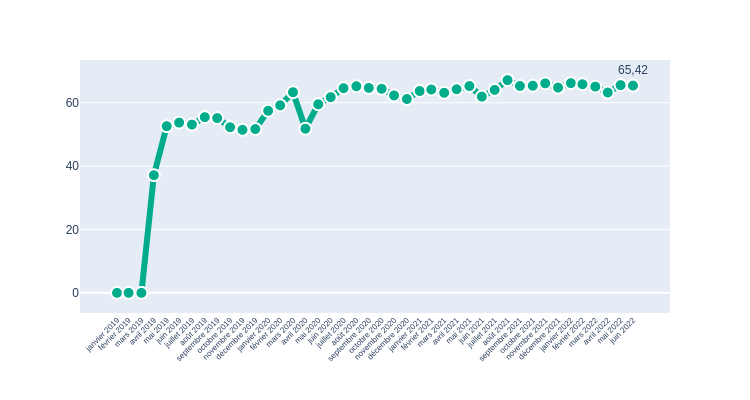 65,42
60
40
20
0
janvier 2019
février 2019
mars 2019
avril 2019
mai 2019
juin 2019
juillet 2019
août 2019
septembre 2019
octobre 2019
novembre 2019
décembre 2019
janvier 2020
février 2020
mars 2020
avril 2020
mai 2020
juin 2020
juillet 2020
août 2020
septembre 2020
octobre 2020
novembre 2020
décembre 2020
janvier 2021
février 2021
mars 2021
avril 2021
mai 2021
juin 2021
juillet 2021
août 2021
septembre 2021
octobre 2021
novembre 2021
décembre 2021
janvier 2022
février 2022
mars 2022
avril 2022
mai 2022
juin 2022